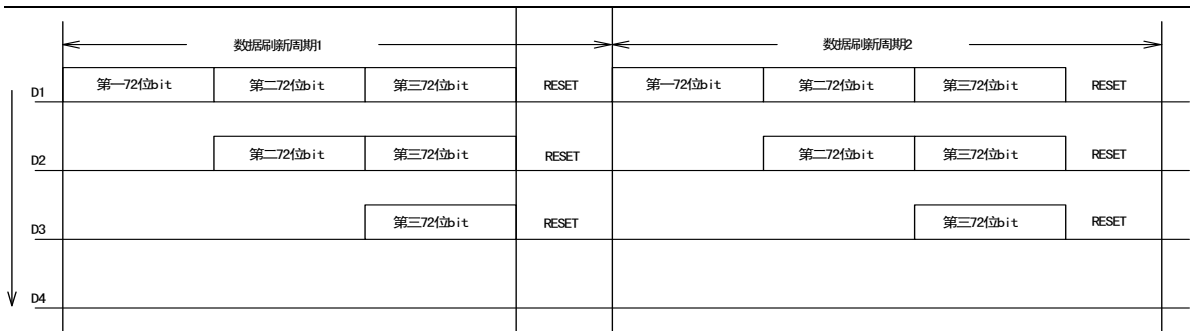 数据刷新周期1 数据刷新周期2
D1 第一72位bit 第二72位bit 第三72位bit RESET 第一72位bit 第二72位bit 第三72位bit RESET
D2 第二72位bit 第三72位bit RESET 第二72位bit 第三72位bit RESET
D3 第三72位bit RESET 第三72位bit RESET
D4